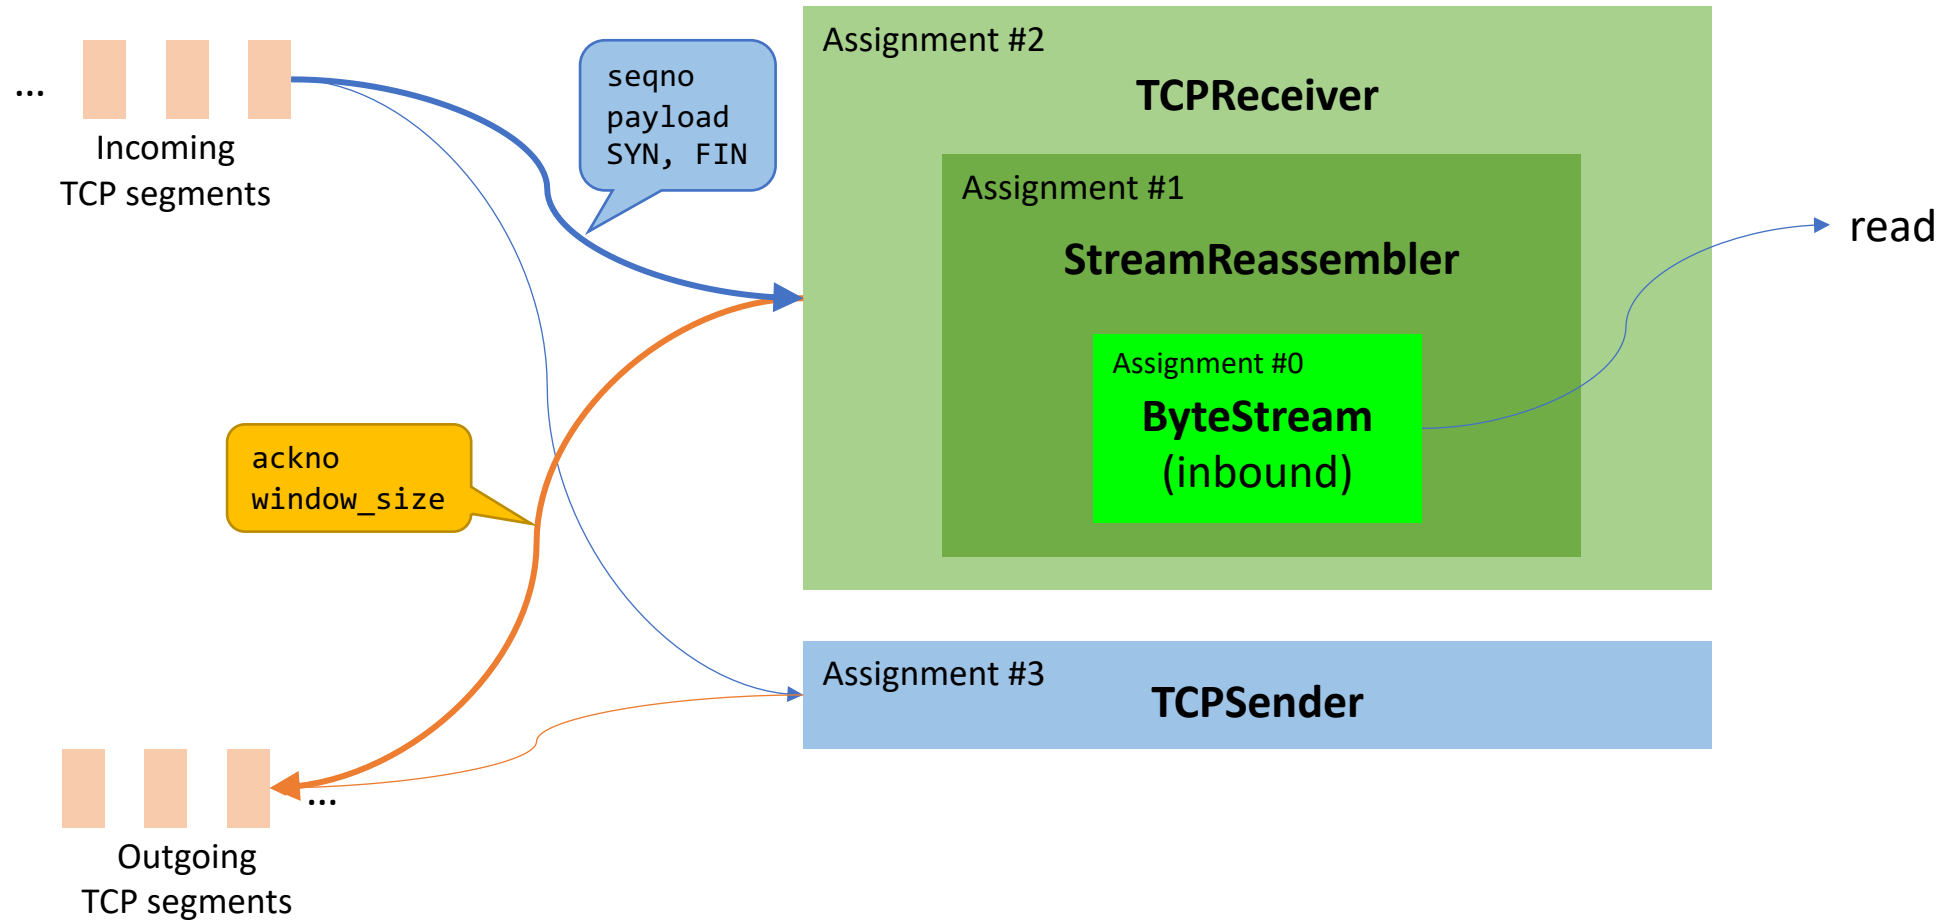 ...
Incoming
TCP segments
seqno
payload
SYN, FIN
Assignment #2
TCPReceiver
Assignment #1
StreamReassembler
Assignment #0
ByteStream
(inbound)
read
ackno
window_size
Assignment #3
TCPSender
...
Outgoing
TCP segments